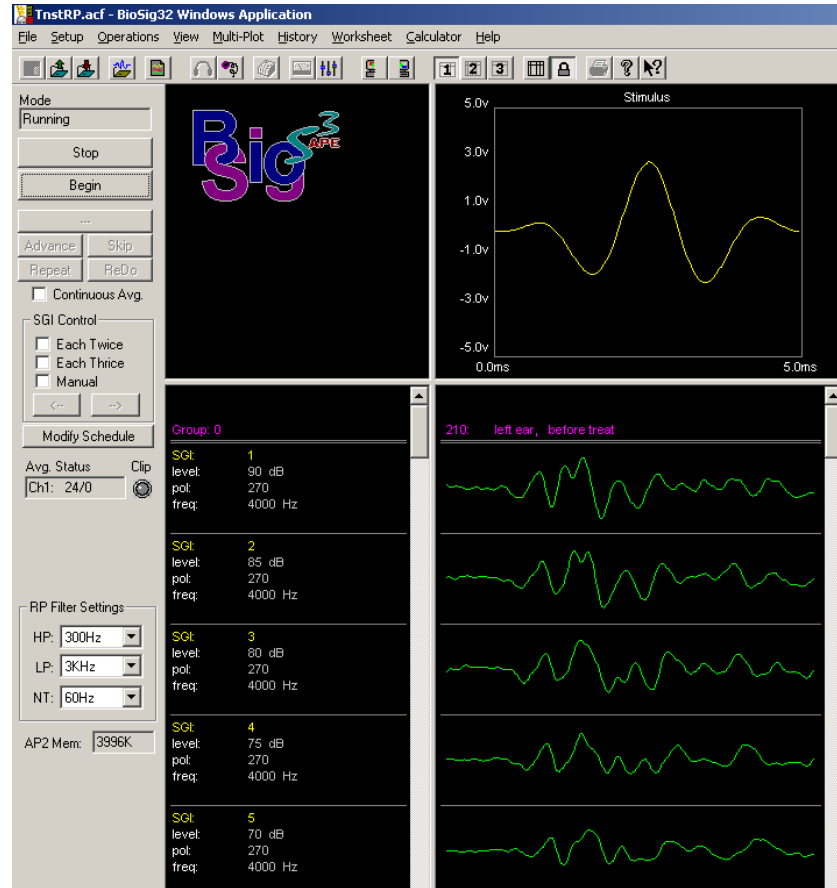 TnstRP.acf - BioSig32 Windows Application
File Setup Operations View Multi-Plot History Worksheet Calculator Help
1 2 3
Mode
Running
Stop
Begin
...
Advance Skip
Repeat ReDo
Continuous Avg.
SGI Control
Each Twice
Each Thrice
Manual
<-- -->
Modify Schedule
Avg. Status Clip
Ch1: 24/0
RP Filter Settings
HP: 300Hz
LP: 3KHz
NT: 60Hz
AP2 Mem: 3996K
BioSig
3
APE
Stimulus
5.0v
3.0v
1.0v
-1.0v
-3.0v
-5.0v
0.0ms 5.0ms
Group: 0
SGI: 1
level: 90 dB
pol: 270
freq: 4000 Hz
SGI: 2
level: 85 dB
pol: 270
freq: 4000 Hz
SGI: 3
level: 80 dB
pol: 270
freq: 4000 Hz
SGI: 4
level: 75 dB
pol: 270
freq: 4000 Hz
SGI: 5
level: 70 dB
pol: 270
freq: 4000 Hz
210: left ear, before treat